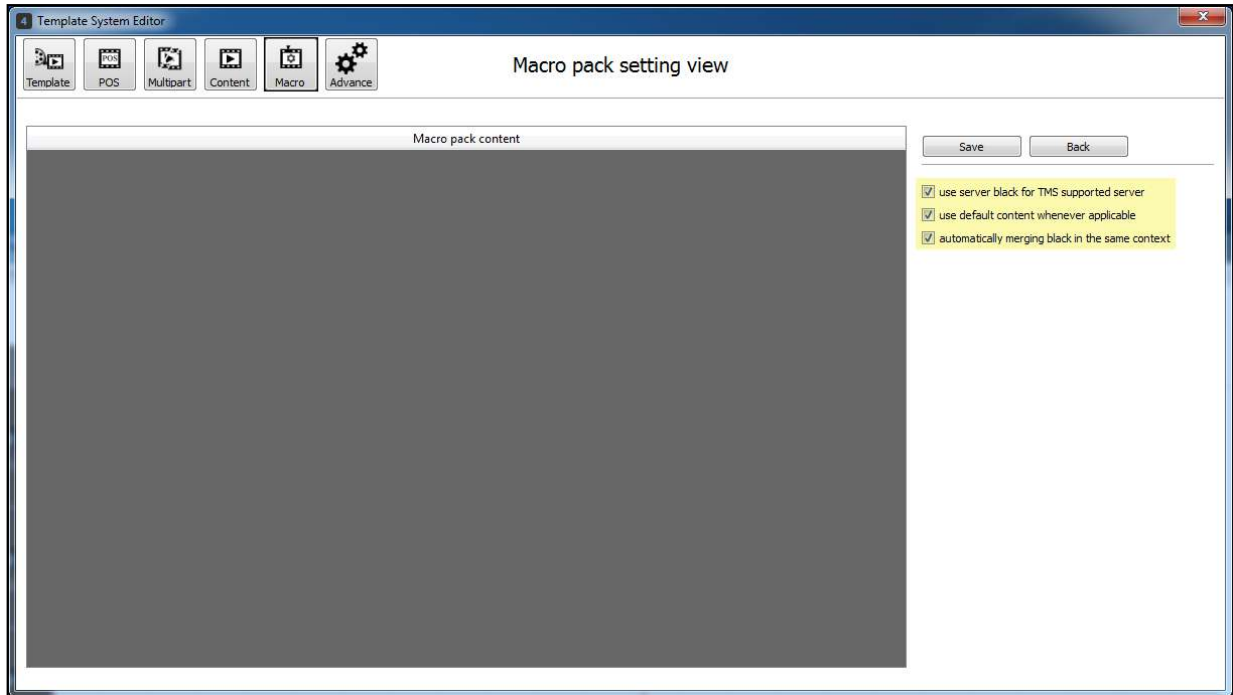 4 Template System Editor
Template
POS
POS
Multipart
Content
Macro
Advance
Macro pack setting view
Macro pack content
Save
Back
use server black for TMS supported server
use default content whenever applicable
automatically merging black in the same context